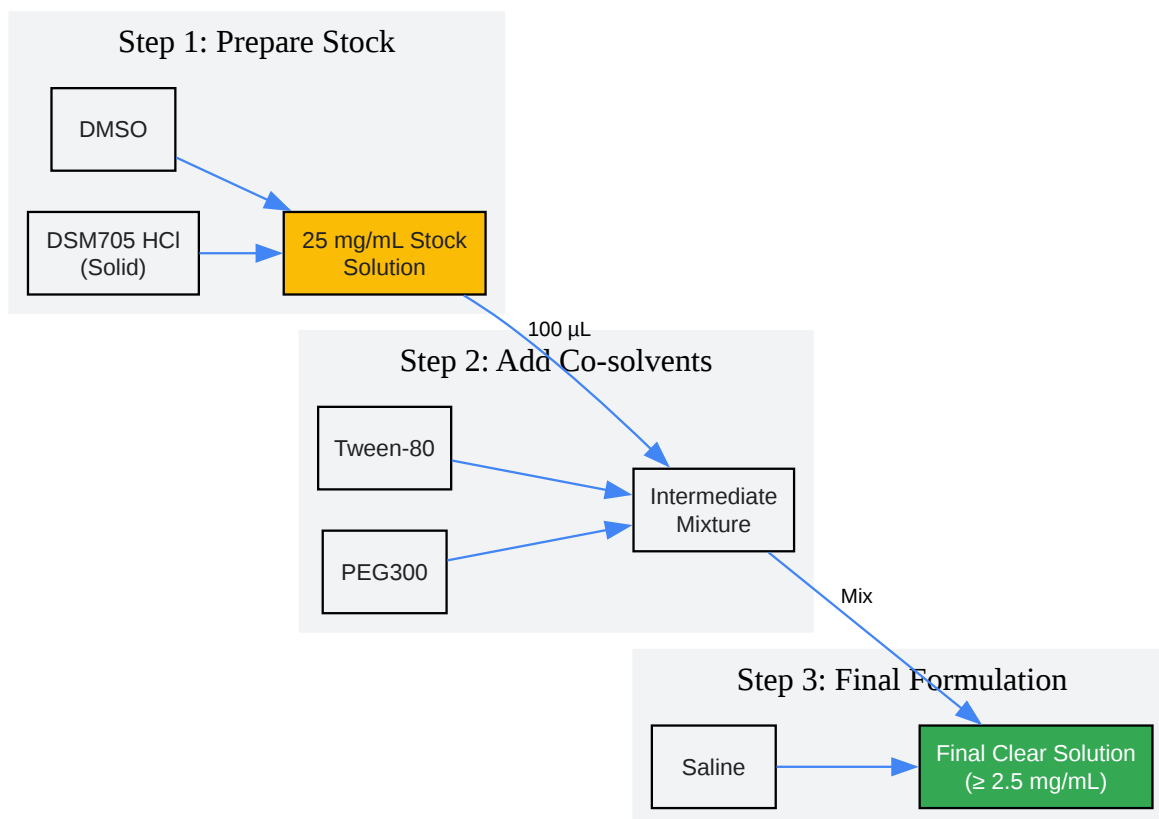 Step 1: Prepare Stock
DMSO
DSM705 HCl
(Solid)
25 mg/mL Stock
Solution
100 µL
Step 2: Add Co-solvents
Tween-80
Intermediate
Mixture
PEG300
Mix
Step 3: Final Formulation
Saline
Final Clear Solution
(≥ 2.5 mg/mL)